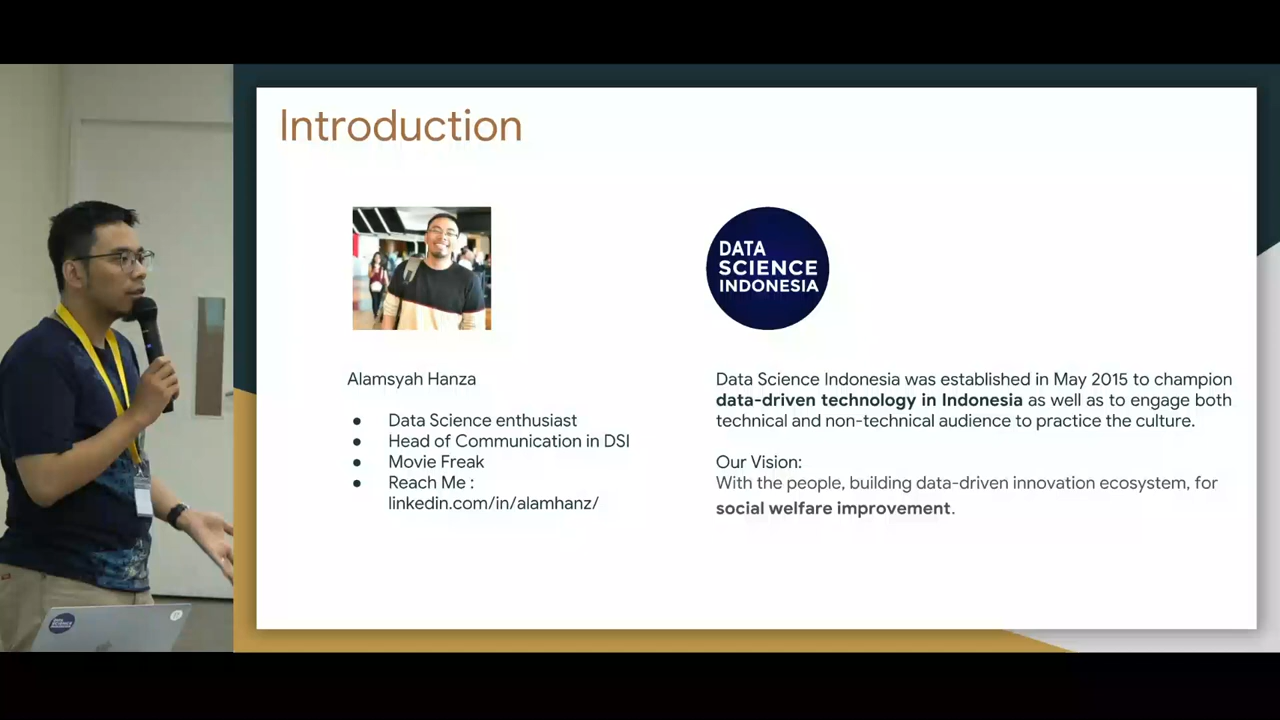 Introduction
DATA
SCIENCE
INDONESIA
Alamsyah Hanza
● Data Science enthusiast
● Head of Communication in DSI
● Movie Freak
● Reach Me :
linkedin.com/in/alamhanz/
Data Science Indonesia was established in May 2015 to champion
data-driven technology in Indonesia as well as to engage both
technical and non-technical audience to practice the culture.
Our Vision:
With the people, building data-driven innovation ecosystem, for
social welfare improvement.
DATA
SCIENCE
INDONESIA